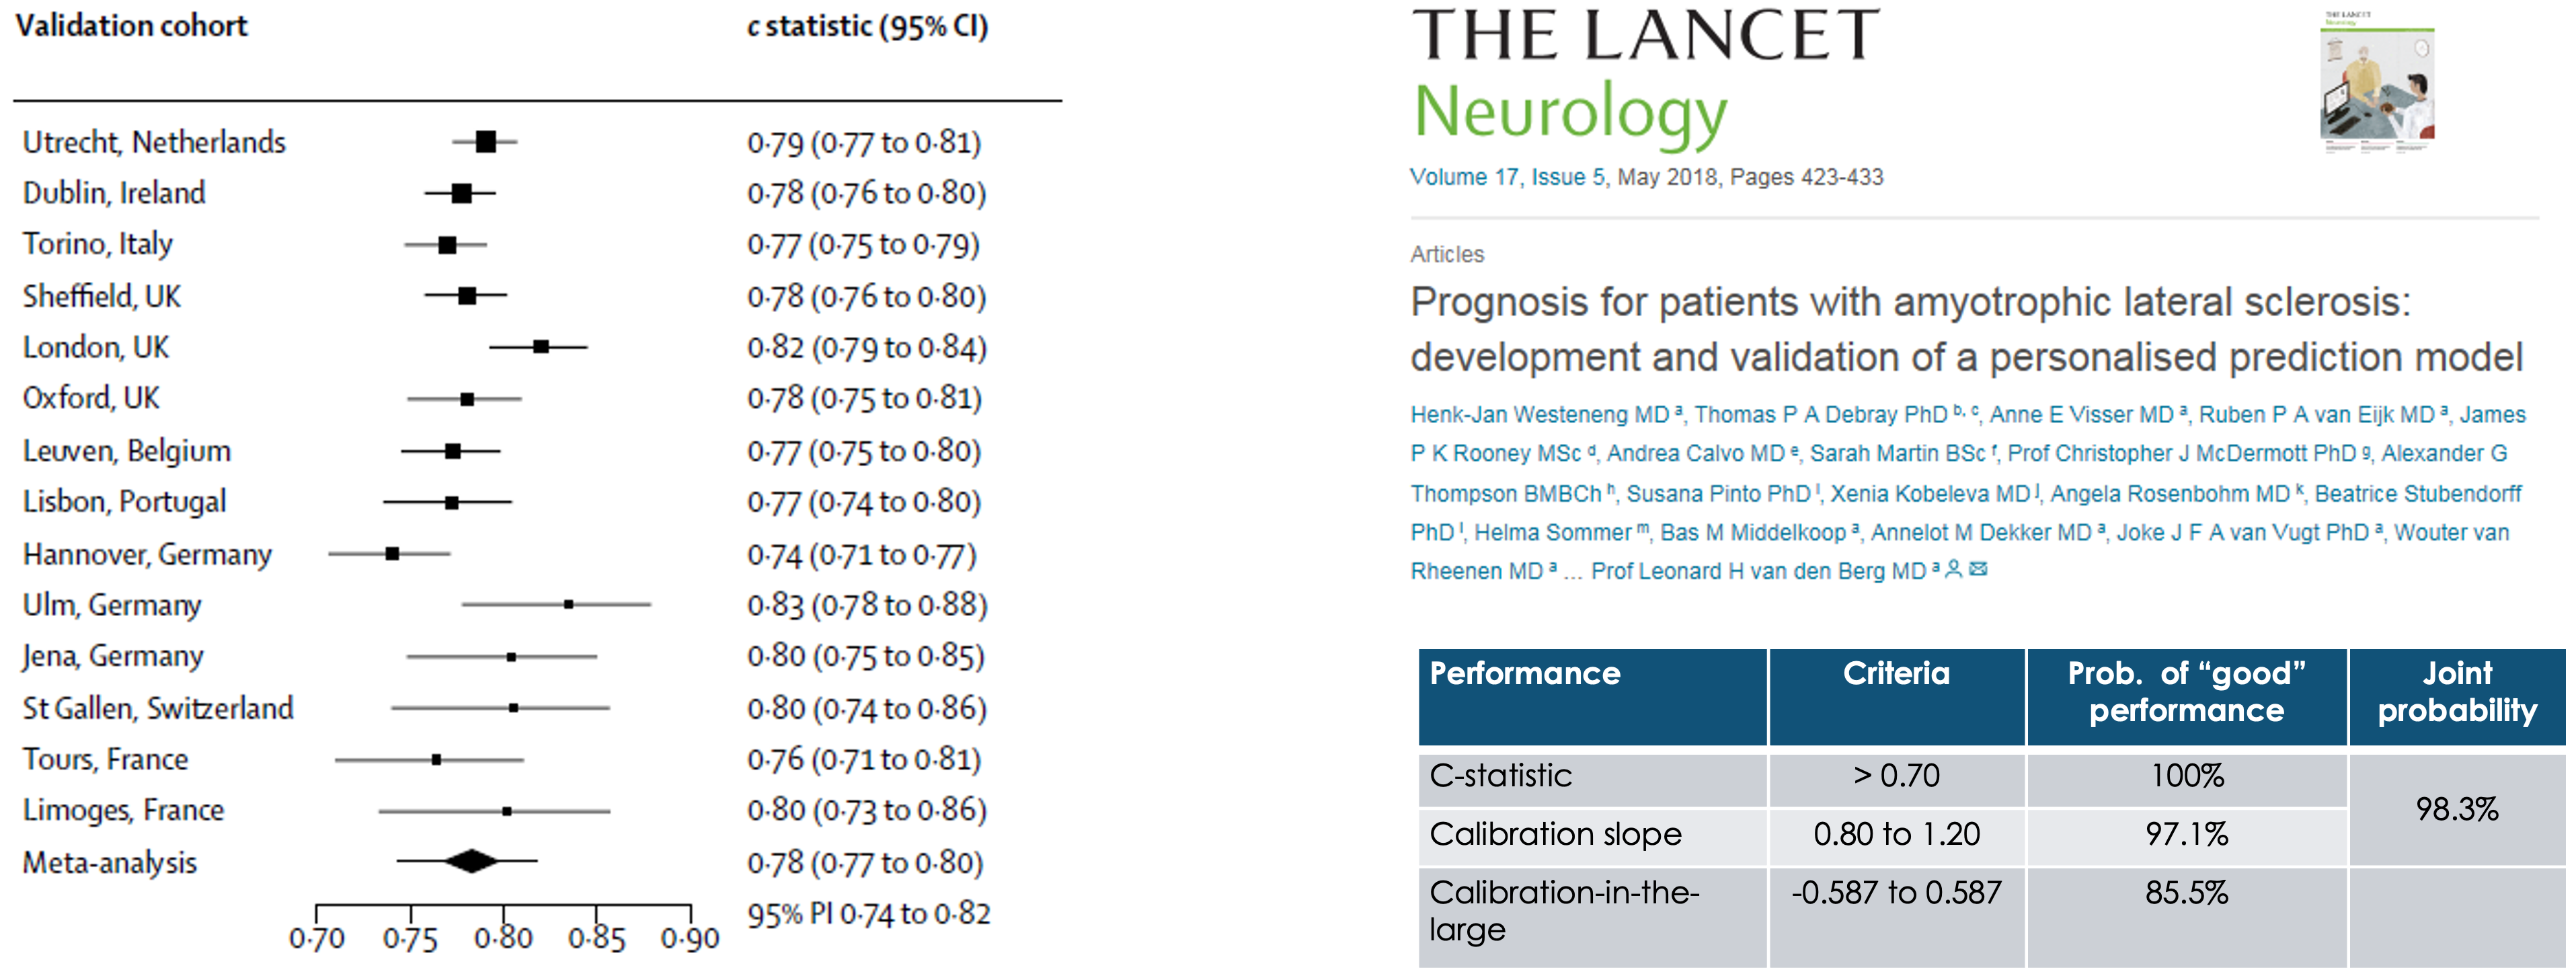 Validation cohort c statistic (95% CI)
Utrecht, Netherlands 0·79 (0·77 to 0·81)
Dublin, Ireland 0·78 (0·76 to 0·80)
Torino, Italy 0·77 (0·75 to 0·79)
Sheffield, UK 0·78 (0·76 to 0·80)
London, UK 0·82 (0·79 to 0·84)
Oxford, UK 0·78 (0·75 to 0·81)
Leuven, Belgium 0·77 (0·75 to 0·80)
Lisbon, Portugal 0·77 (0·74 to 0·80)
Hannover, Germany 0·74 (0·71 to 0·77)
Ulm, Germany 0·83 (0·78 to 0·88)
Jena, Germany 0·80 (0·75 to 0·85)
St Gallen, Switzerland 0·80 (0·74 to 0·86)
Tours, France 0·76 (0·71 to 0·81)
Limoges, France 0·80 (0·73 to 0·86)
Meta-analysis 0·78 (0·77 to 0·80)
95% PI 0·74 to 0·82
0·70 0·75 0·80 0·85 0·90
THE LANCET
Neurology
Volume 17, Issue 5, May 2018, Pages 423-433
THE LANCET
Neurology
Articles
Prognosis for patients with amyotrophic lateral sclerosis:
development and validation of a personalised prediction model
Henk-Jan Westeneng MD a, Thomas P A Debray PhD b, c, Anne E Visser MD a, Ruben P A van Eijk MD a, James
P K Rooney MSc d, Andrea Calvo MD e, Sarah Martin BSc f, Prof Christopher J McDermott PhD g, Alexander G
Thompson BMBCh h, Susana Pinto PhD i, Xenia Kobeleva MD j, Angela Rosenbohm MD k, Beatrice Stubendorff
PhD l, Helma Sommer m, Bas M Middelkoop a, Annelot M Dekker MD a, Joke J F A van Vugt PhD a, Wouter van
Rheenen MD a ... Prof Leonard H van den Berg MD a
Performance Criteria Prob. of “good” Joint
performance probability
C-statistic > 0.70 100%
98.3%
Calibration slope 0.80 to 1.20 97.1%
Calibration-in-the- -0.587 to 0.587 85.5%
large